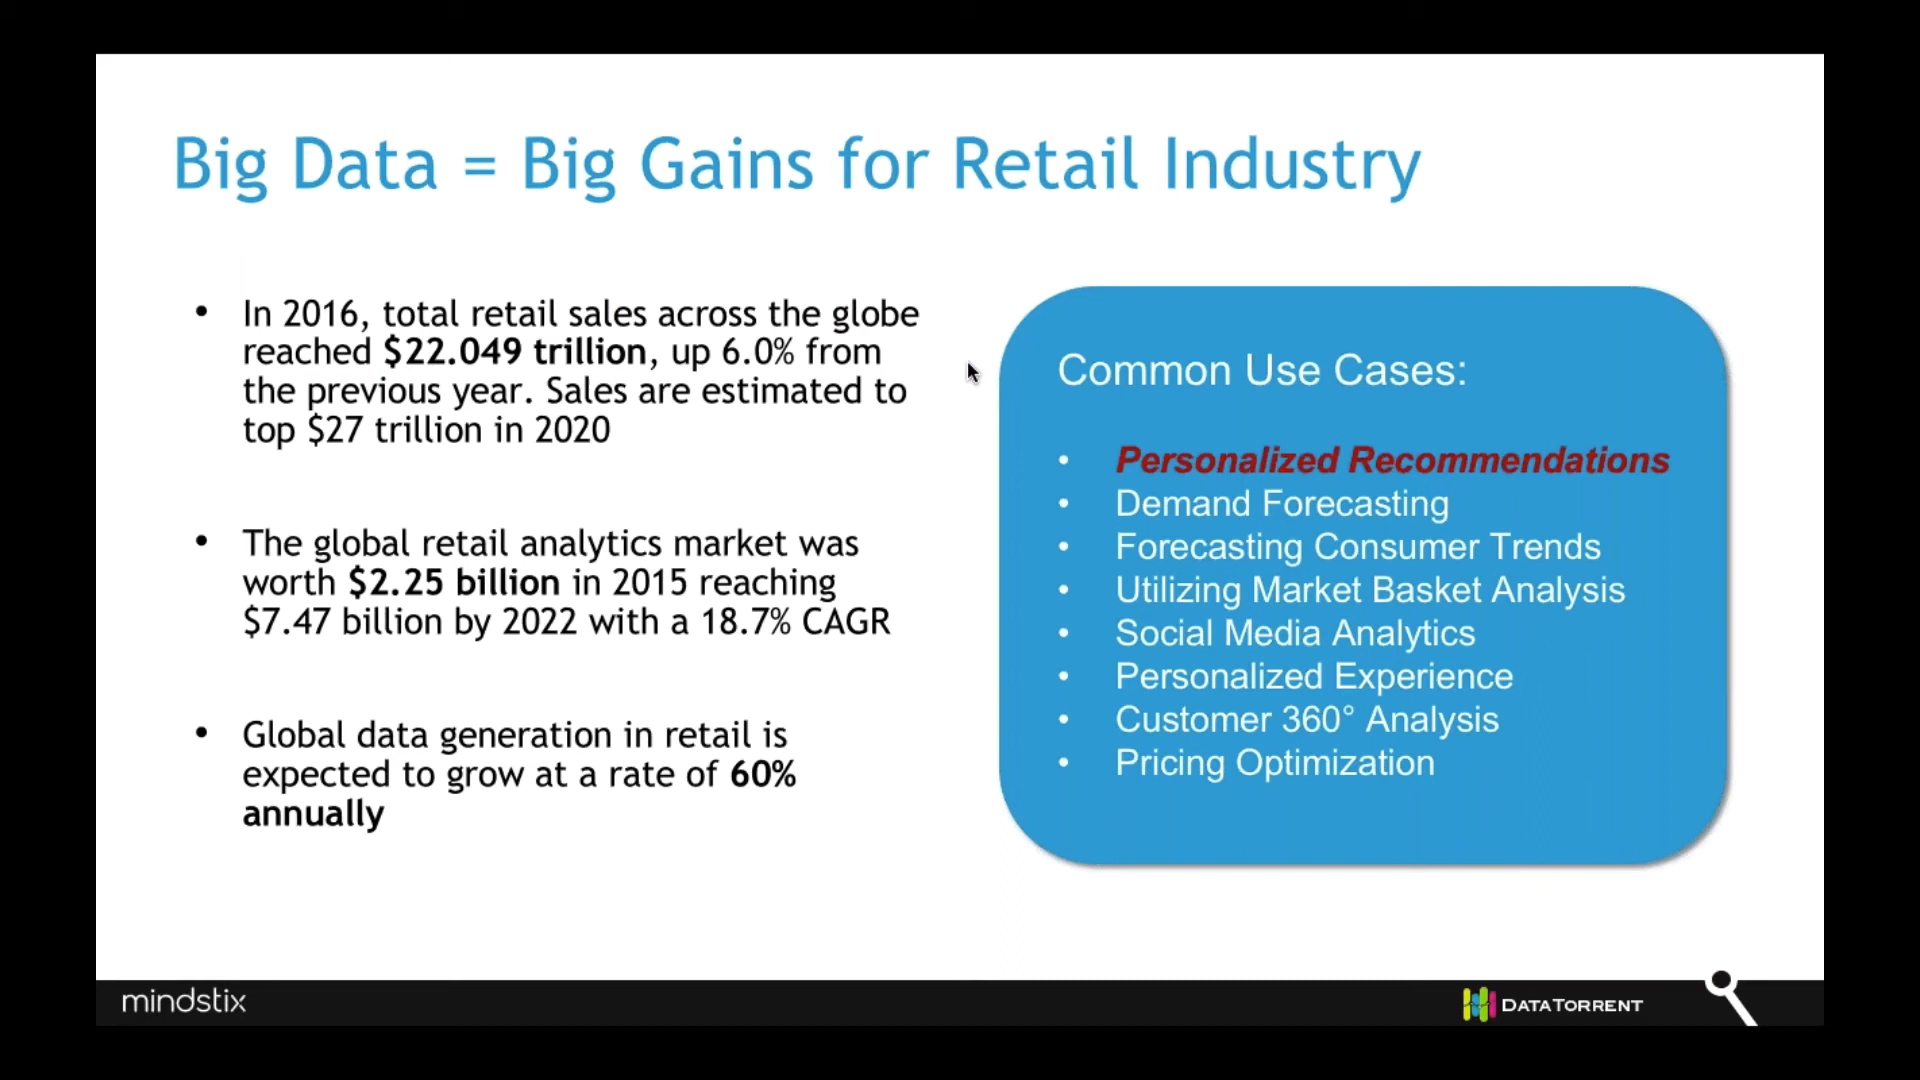 Big Data = Big Gains for Retail Industry
• In 2016, total retail sales across the globe
reached $22.049 trillion, up 6.0% from
the previous year. Sales are estimated to
top $27 trillion in 2020
• The global retail analytics market was
worth $2.25 billion in 2015 reaching
$7.47 billion by 2022 with a 18.7% CAGR
• Global data generation in retail is
expected to grow at a rate of 60%
annually
Common Use Cases:
• Personalized Recommendations
• Demand Forecasting
• Forecasting Consumer Trends
• Utilizing Market Basket Analysis
• Social Media Analytics
• Personalized Experience
• Customer 360° Analysis
• Pricing Optimization
mindstix
DATATORRENT